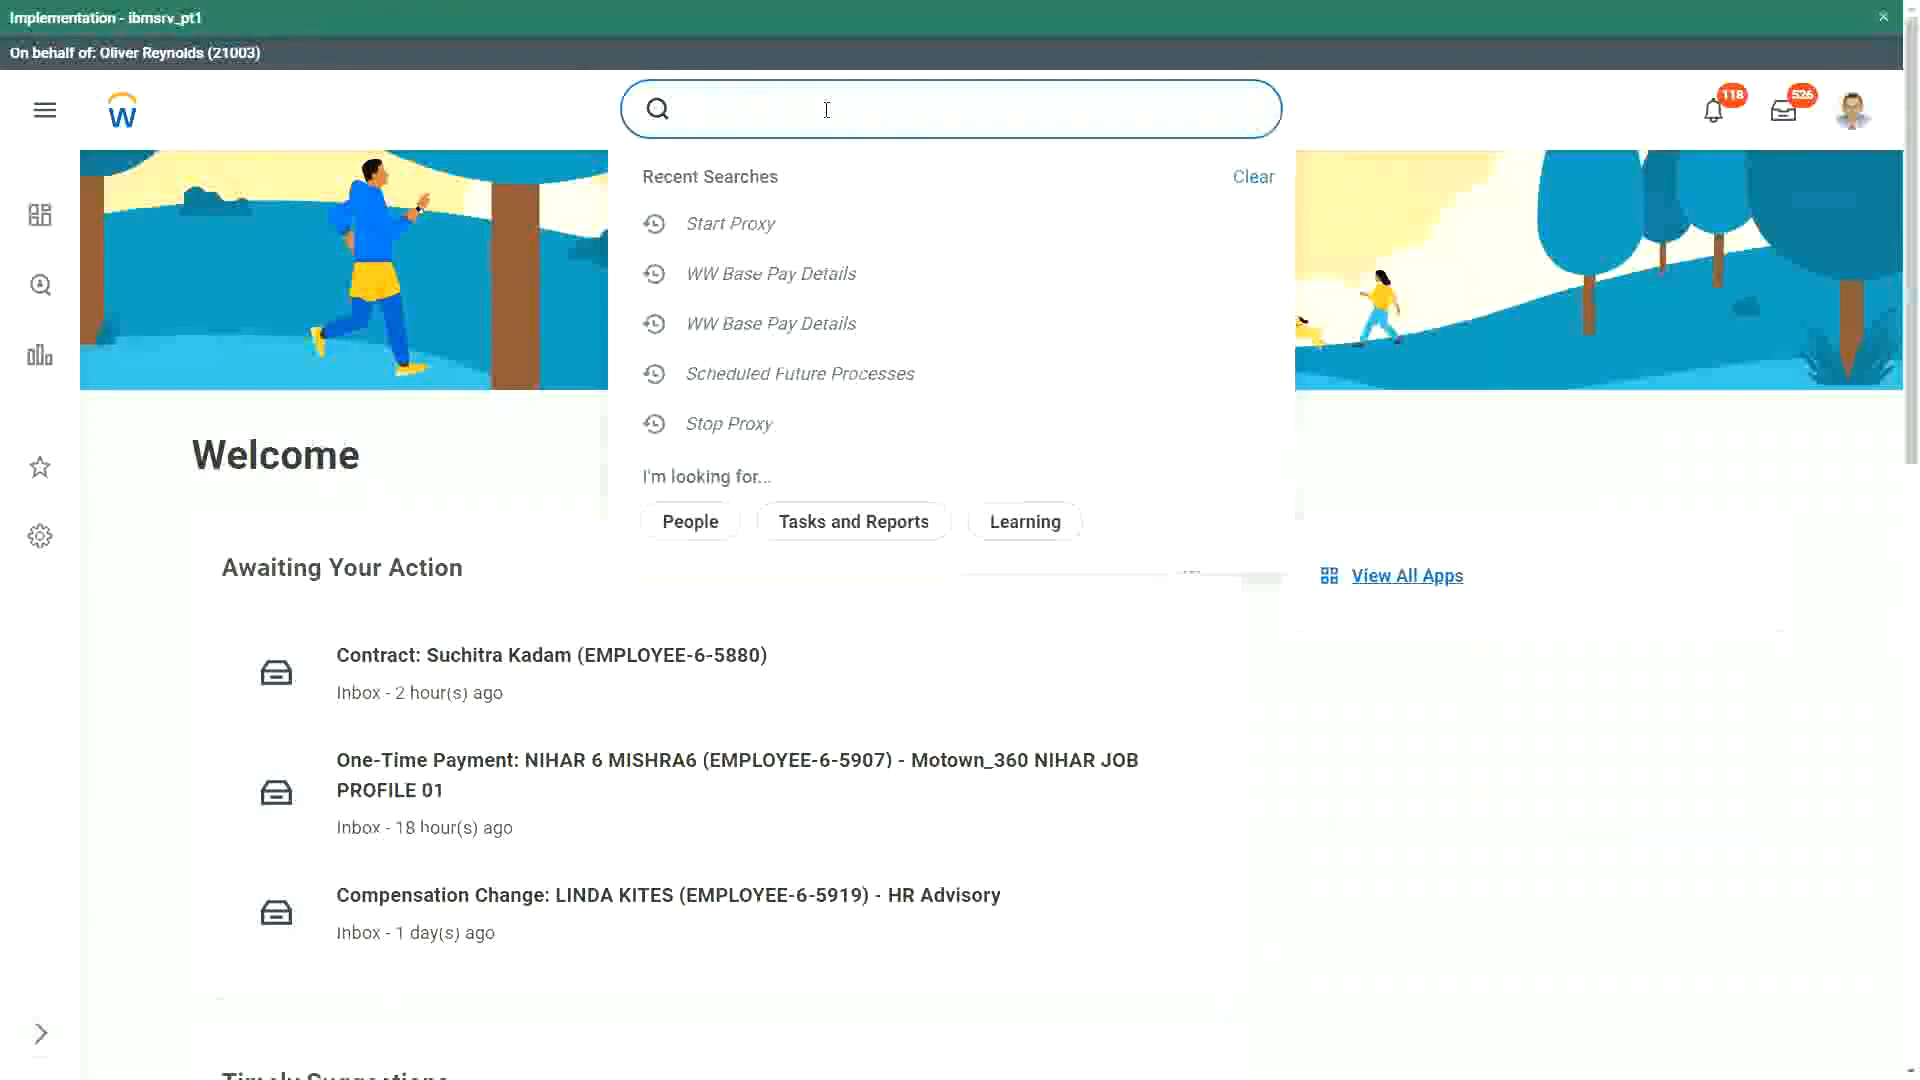 Implementation - ibmsrv_pt1
On behalf of: Oliver Reynolds (21003)
W
118
526
Recent Searches
Clear
Start Proxy
WW Base Pay Details
WW Base Pay Details
Scheduled Future Processes
Stop Proxy
I'm looking for...
People
Tasks and Reports
Learning
Welcome
Awaiting Your Action
View All Apps
Contract: Suchitra Kadam (EMPLOYEE-6-5880)
Inbox - 2 hour(s) ago
One-Time Payment: NIHAR 6 MISHRA6 (EMPLOYEE-6-5907) - Motown_360 NIHAR JOB
PROFILE 01
Inbox - 18 hour(s) ago
Compensation Change: LINDA KITES (EMPLOYEE-6-5919) - HR Advisory
Inbox - 1 day(s) ago
Timely Suggestions